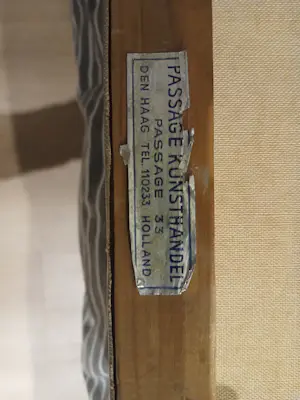 PASSAGE KUNSTHANDEL
PASSAGE 33
DEN HAAG TEL. 110233 HOLLAND